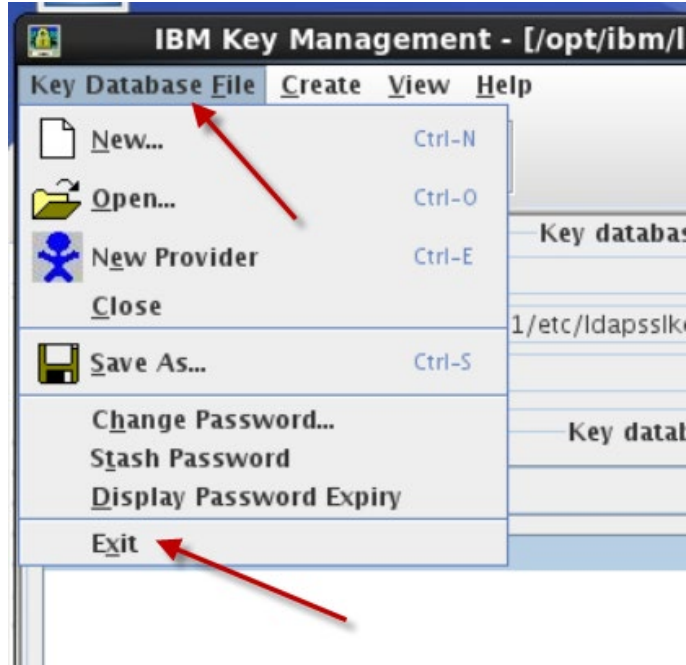 IBM Key Management - [/opt/ibm/l
Key Database File Create View Help
New... Ctrl-N
Open... Ctrl-O
Key databas
New Provider Ctrl-E
Close
1/etc/ldapsslk
Save As... Ctrl-S
Change Password...
Key datab
Stash Password
Display Password Expiry
Exit